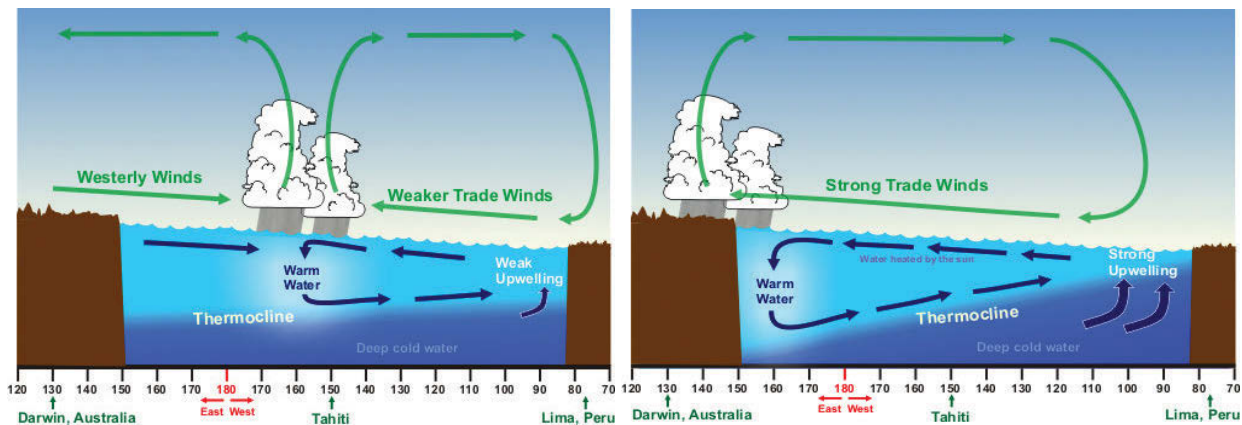 Westerly Winds
Weaker Trade Winds
Warm
Water
Weak
Upwelling
Thermocline
Deep cold water
120 130 140 150 160 170 180 170 160 150 140 130 120 110 100 90 80 70
East West
Darwin, Australia
Tahiti
Lima, Peru
Strong Trade Winds
Water heated by the sun
Strong
Upwelling
Warm
Water
Thermocline
Deep cold water
120 130 140 150 160 170 180 170 160 150 140 130 120 110 100 90 80 70
East West
Darwin, Australia
Tahiti
Lima, Peru